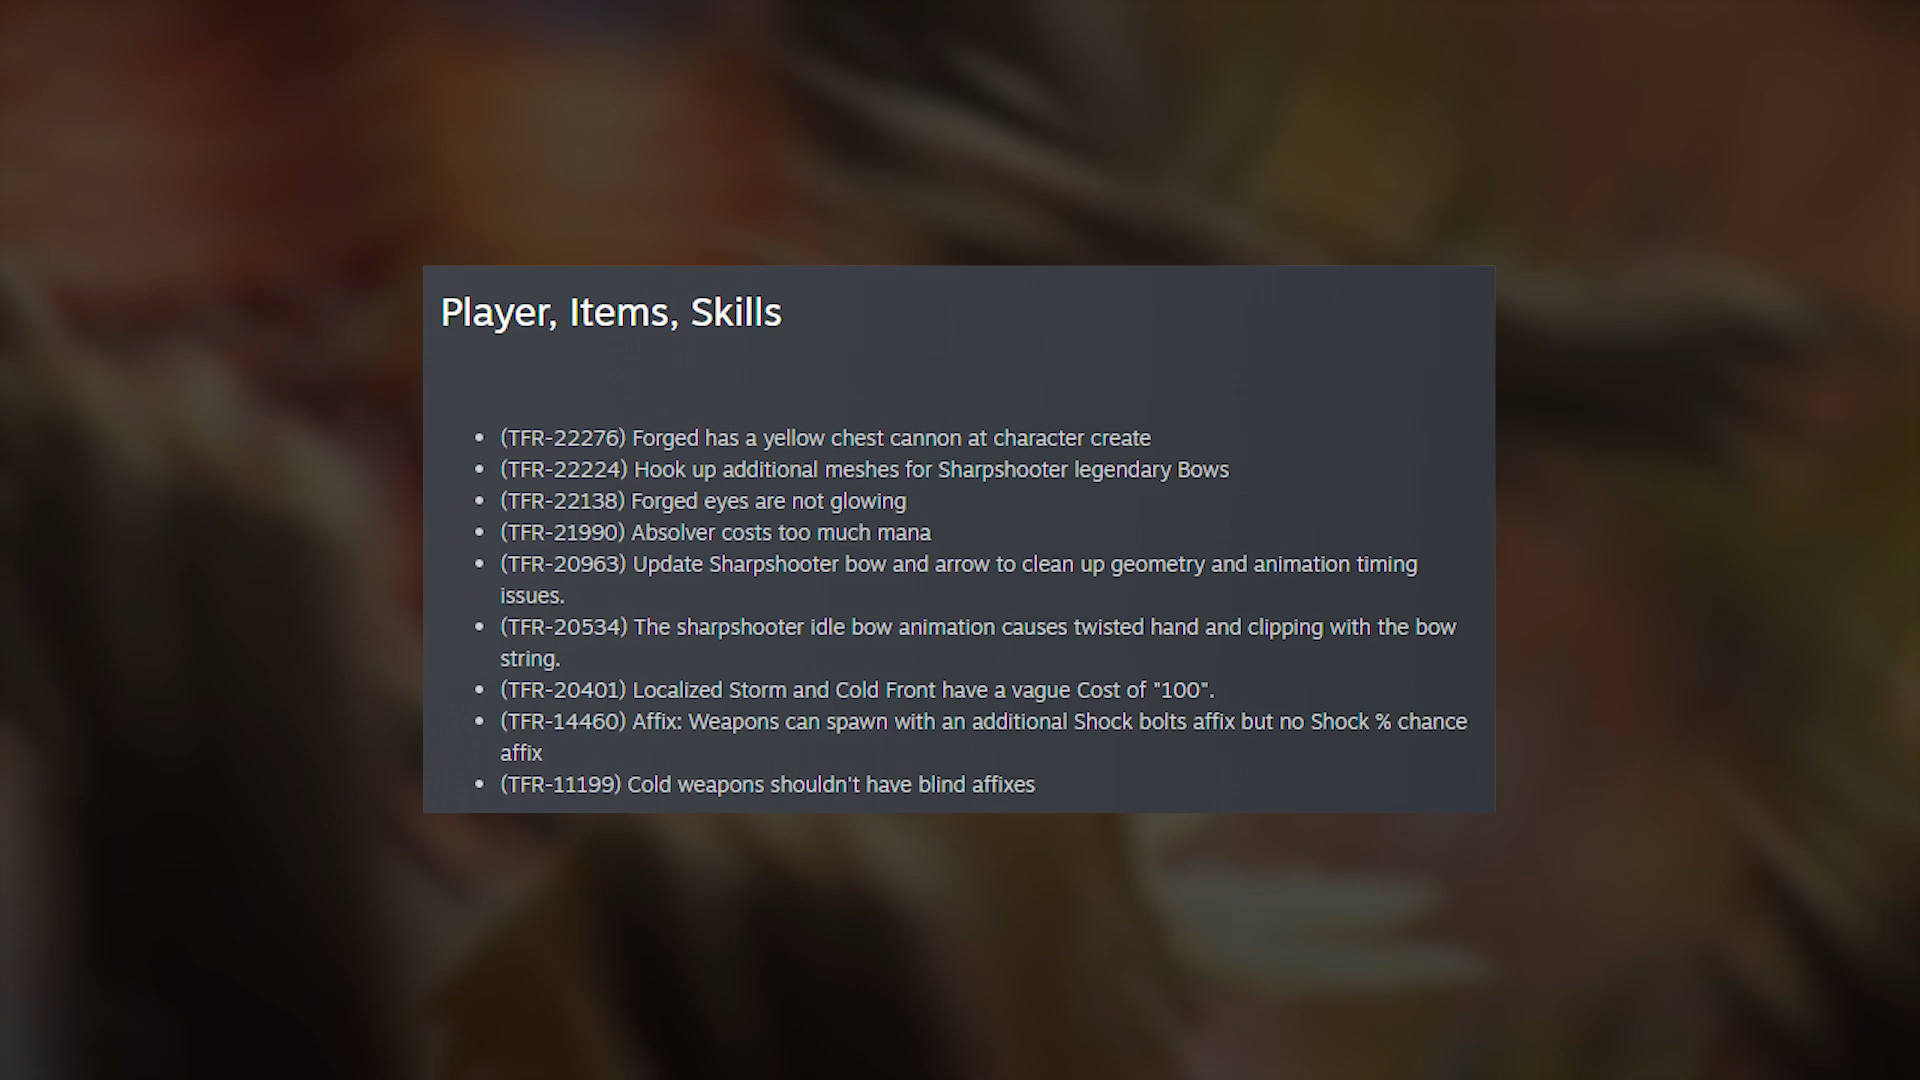 Player, Items, Skills
• (TFR-22276) Forged has a yellow chest cannon at character create
• (TFR-22224) Hook up additional meshes for Sharpshooter legendary Bows
• (TFR-22138) Forged eyes are not glowing
• (TFR-21990) Absolver costs too much mana
• (TFR-20963) Update Sharpshooter bow and arrow to clean up geometry and animation timing
issues.
• (TFR-20534) The sharpshooter idle bow animation causes twisted hand and clipping with the bow
string.
• (TFR-20401) Localized Storm and Cold Front have a vague Cost of "100".
• (TFR-14460) Affix: Weapons can spawn with an additional Shock bolts affix but no Shock % chance
affix
• (TFR-11199) Cold weapons shouldn't have blind affixes